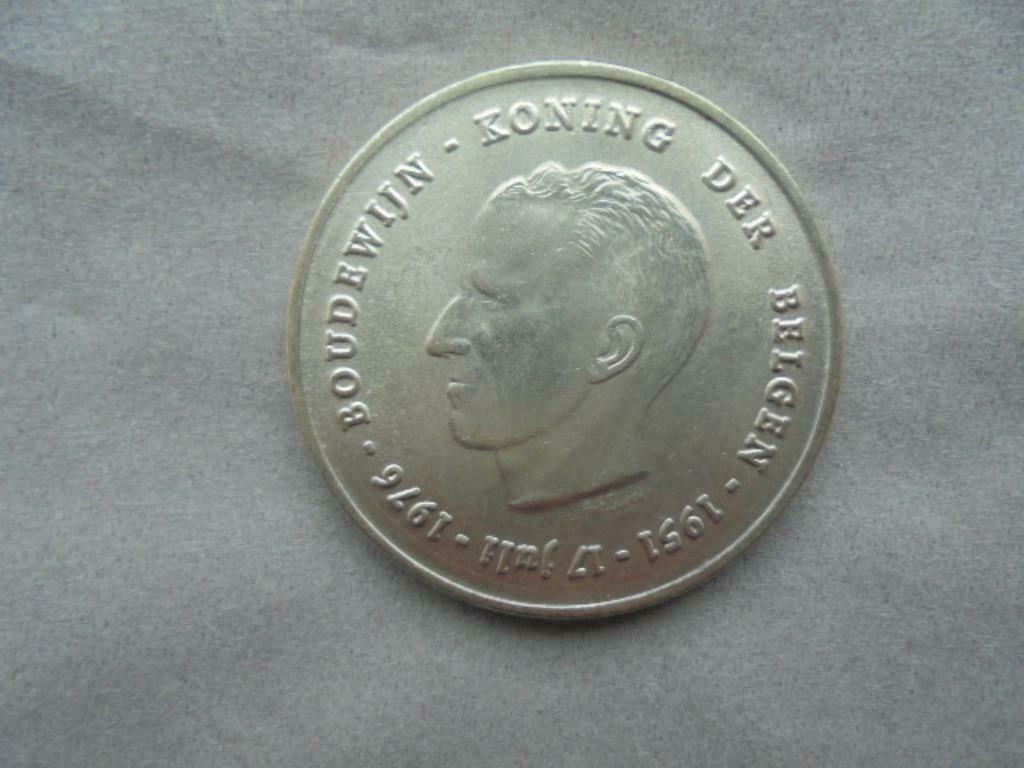 BOUDEWIJN - KONING DER BELGEN - 1951 - 17 juli - 1976 -